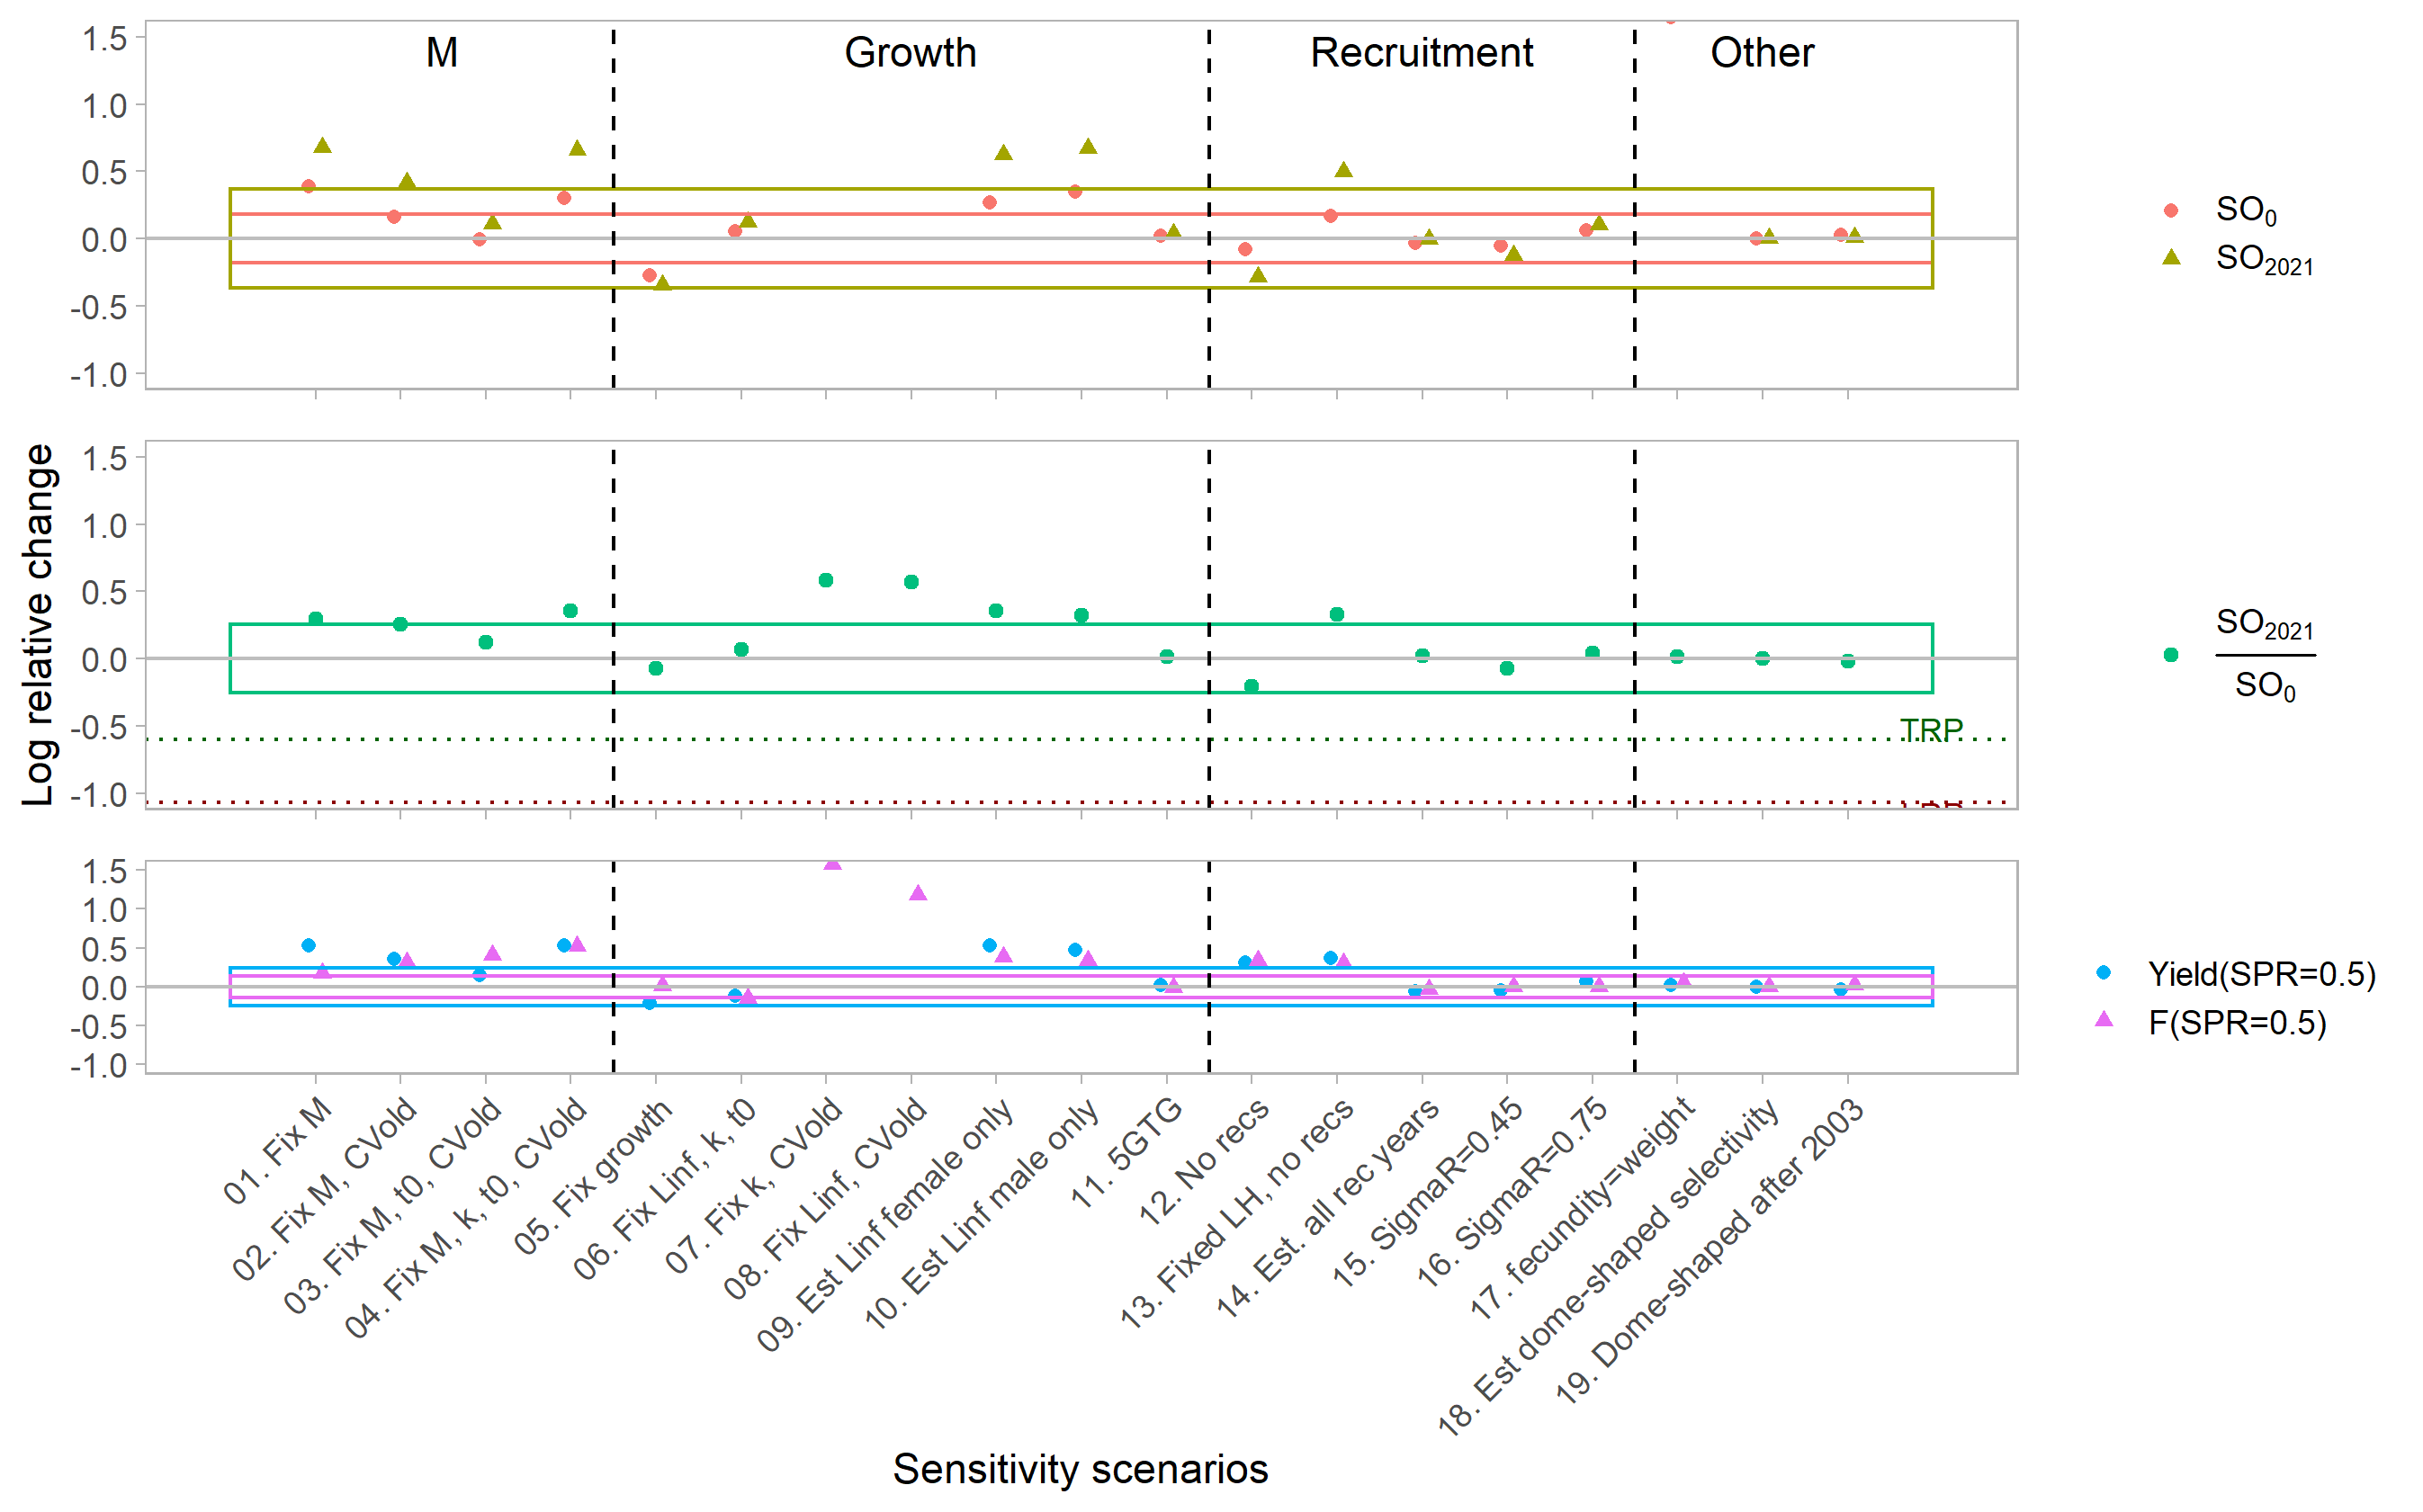 M Growth Recruitment Other
1.5
1.0
0.5
0.0
-0.5
-1.0
SO0
SO2021
Log relative change
1.5
1.0
0.5
0.0
-0.5
-1.0
TRP
SO2021
SO0
1.5
1.0
0.5
0.0
-0.5
-1.0
Yield(SPR=0.5)
F(SPR=0.5)
01. Fix M
02. Fix M, CVold
03. Fix M, t0, CVold
04. Fix M, k, t0, CVold
05. Fix growth
06. Fix Linf, k, t0
07. Fix k, CVold
08. Fix Linf, CVold
09. Est Linf female only
10. Est Linf male only
11. 5GTG
12. No recs
13. Fixed LH, no recs
14. Est. all rec years
15. SigmaR=0.45
16. SigmaR=0.75
17. fecundity=weight
18. Est dome-shaped selectivity
19. Dome-shaped after 2003
Sensitivity scenarios